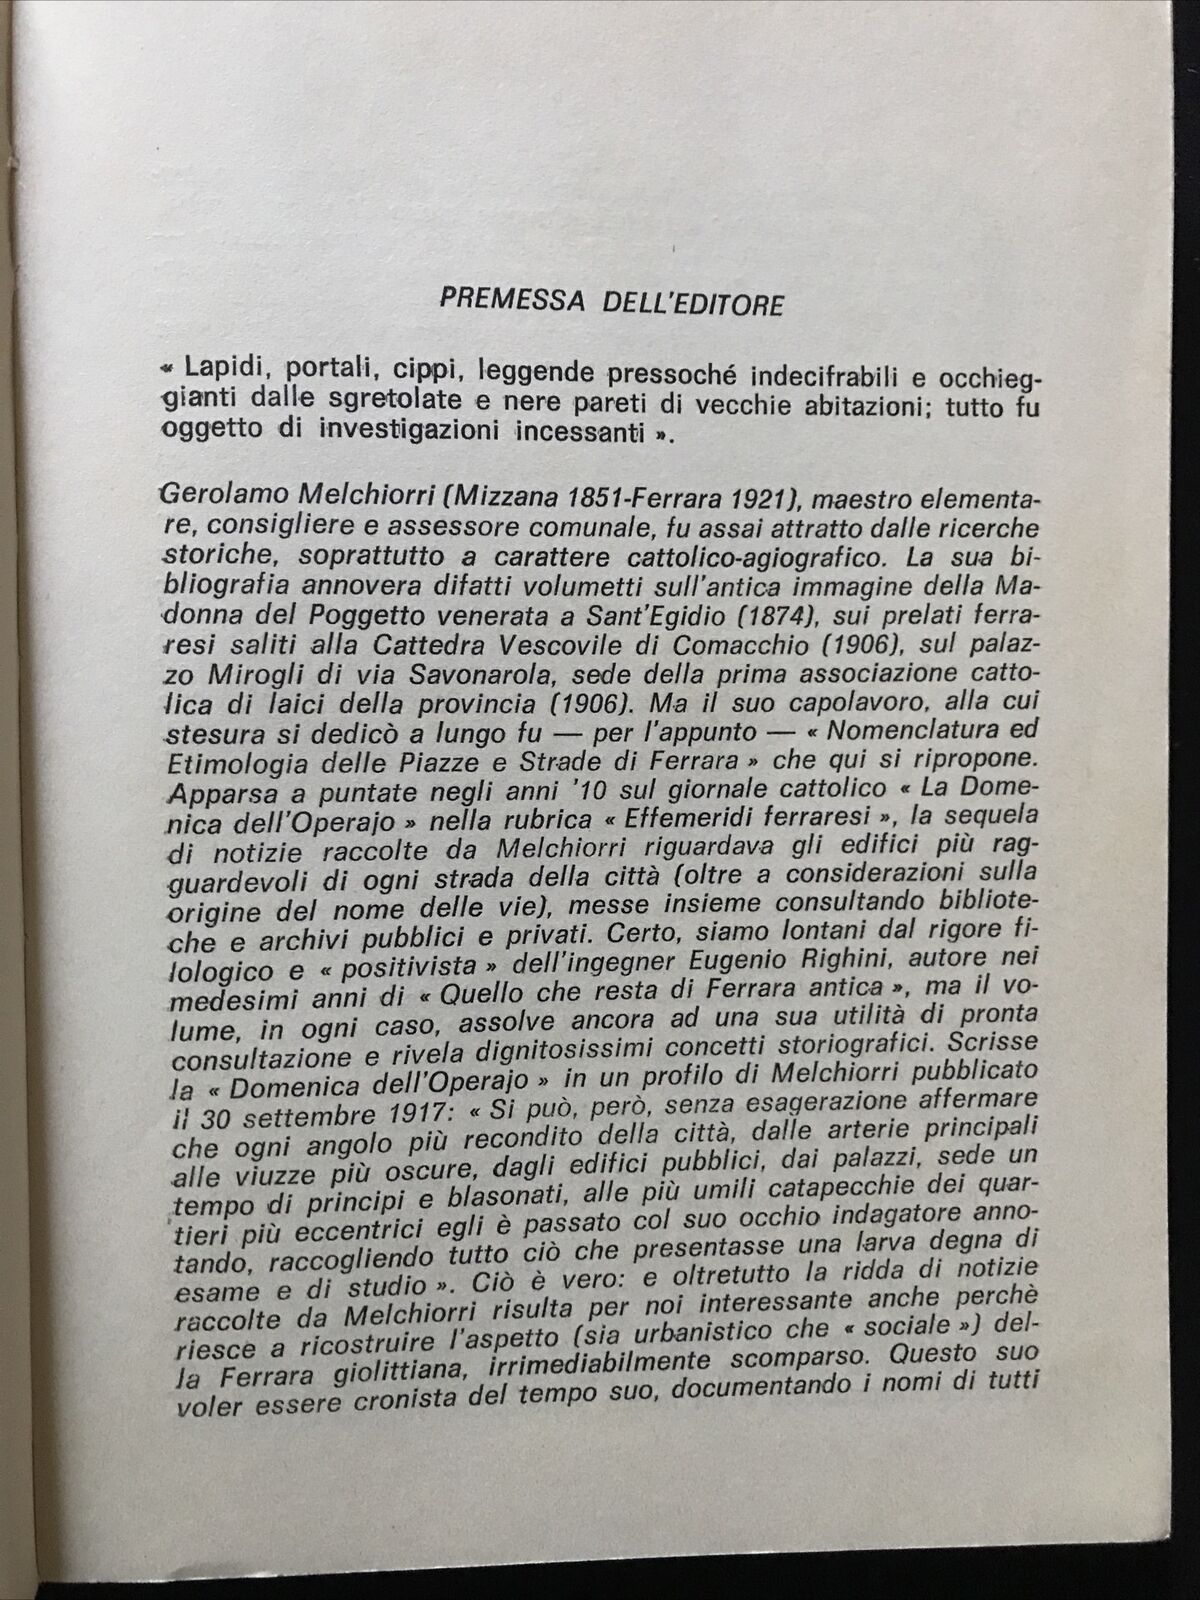 PREMESSA DELL'EDITORE
« Lapidi, portali, cippi, leggende pressoché indecifrabili e occhieg-
gianti dalle sgretolate e nere pareti di vecchie abitazioni; tutto fu
oggetto di investigazioni incessanti ».
Gerolamo Melchiorri (Mizzana 1851-Ferrara 1921), maestro elementa-
re, consigliere e assessore comunale, fu assai attratto dalle ricerche
storiche, soprattutto a carattere cattolico-agiografico. La sua bi-
bliografia annovera difatti volumetti sull'antica immagine della Ma-
donna del Poggetto venerata a Sant'Egidio (1874), sui prelati ferra-
resi saliti alla Cattedra Vescovile di Comacchio (1906), sul palaz-
zo Mirogli di via Savonarola, sede della prima associazione catto-
lica di laici della provincia (1906). Ma il suo capolavoro, alla cui
stesura si dedicò a lungo fu — per l'appunto — « Nomenclatura ed
Etimologia delle Piazze e Strade di Ferrara » che qui si ripropone.
Apparsa a puntate negli anni '10 sul giornale cattolico « La Dome-
nica dell'Operajo » nella rubrica « Effemeridi ferraresi », la sequela
di notizie raccolte da Melchiorri riguardava gli edifici più rag-
guardevoli di ogni strada della città (oltre a considerazioni sulla
origine del nome delle vie), messe insieme consultando bibliote-
che e archivi pubblici e privati. Certo, siamo lontani dal rigore fi-
lologico e « positivista » dell'ingegner Eugenio Righini, autore nei
medesimi anni di « Quello che resta di Ferrara antica », ma il vo-
lume, in ogni caso, assolve ancora ad una sua utilità di pronta
consultazione e rivela dignitosissimi concetti storiografici. Scrisse
la « Domenica dell'Operajo » in un profilo di Melchiorri pubblicato
il 30 settembre 1917: « Si può, però, senza esagerazione affermare
che ogni angolo più recondito della città, dalle arterie principali
alle viuzze più oscure, dagli edifici pubblici, dai palazzi, sede un
tempo di principi e blasonati, alle più umili catapecchie dei quar-
tieri più eccentrici egli è passato col suo occhio indagatore anno-
tando, raccogliendo tutto ciò che presentasse una larva degna di
esame e di studio ». Ciò è vero: e oltretutto la ridda di notizie
raccolte da Melchiorri risulta per noi interessante anche perchè
riesce a ricostruire l'aspetto (sia urbanistico che « sociale ») del-
la Ferrara giolittiana, irrimediabilmente scomparso. Questo suo
voler essere cronista del tempo suo, documentando i nomi di tutti